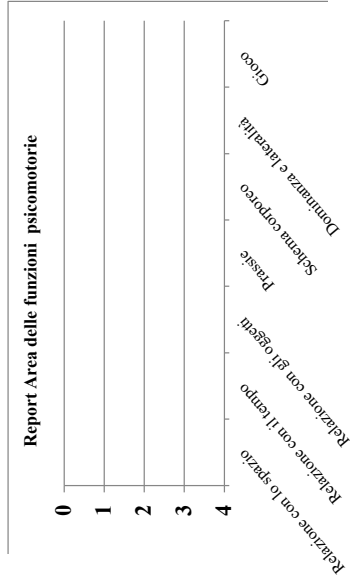 Report Area delle funzioni psicomotorie
0
1
2
3
4
Relazione con lo spazio
Relazione con il tempo
Relazione con gli oggetti
Prassie
Schema corporeo
Dominanza e lateralità
Gioco